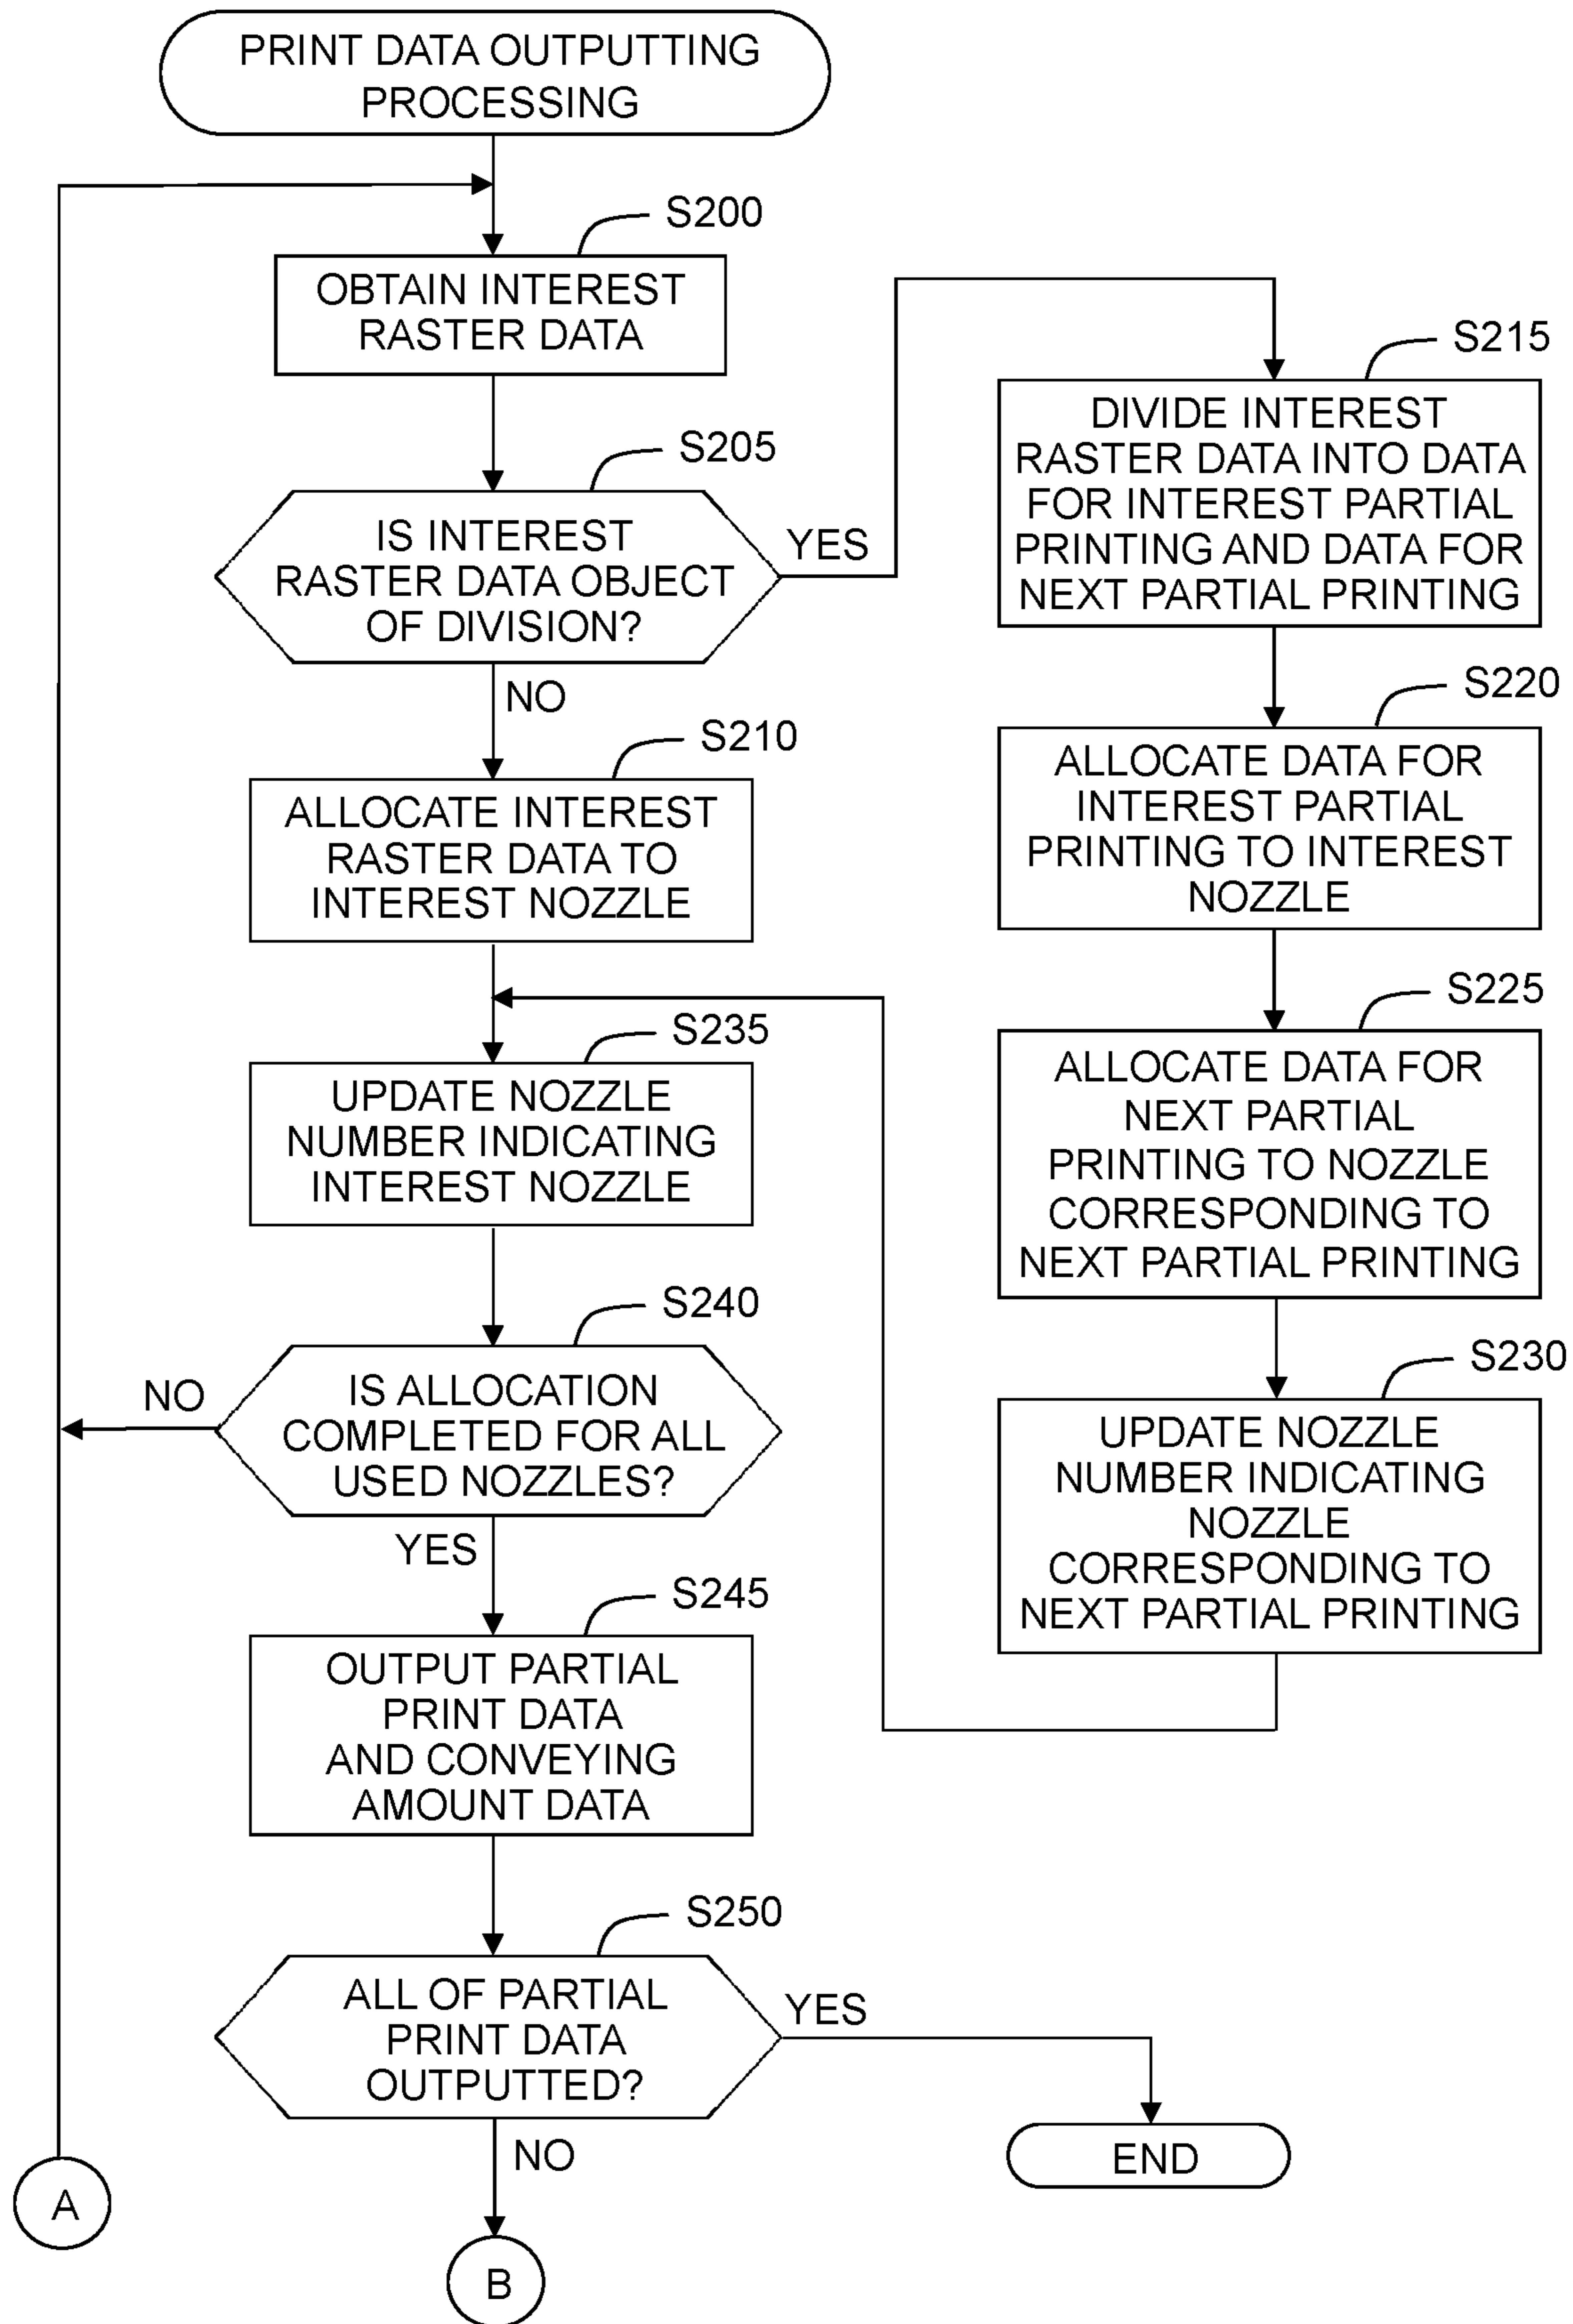 PRINT DATA OUTPUTTING
PROCESSING
S200
OBTAIN INTEREST
RASTER DATA
S205
IS INTEREST
RASTER DATA OBJECT
OF DIVISION?
YES
NO
S210
ALLOCATE INTEREST
RASTER DATA TO
INTEREST NOZZLE
S215
DIVIDE INTEREST
RASTER DATA INTO DATA
FOR INTEREST PARTIAL
PRINTING AND DATA FOR
NEXT PARTIAL PRINTING
S220
ALLOCATE DATA FOR
INTEREST PARTIAL
PRINTING TO INTEREST
NOZZLE
S225
ALLOCATE DATA FOR
NEXT PARTIAL
PRINTING TO NOZZLE
CORRESPONDING TO
NEXT PARTIAL PRINTING
S230
UPDATE NOZZLE
NUMBER INDICATING
NOZZLE
CORRESPONDING TO
NEXT PARTIAL PRINTING
S235
UPDATE NOZZLE
NUMBER INDICATING
INTEREST NOZZLE
S240
IS ALLOCATION
COMPLETED FOR ALL
USED NOZZLES?
NO
YES
S245
OUTPUT PARTIAL
PRINT DATA
AND CONVEYING
AMOUNT DATA
S250
ALL OF PARTIAL
PRINT DATA
OUTPUTTED?
YES
NO
END
A
B